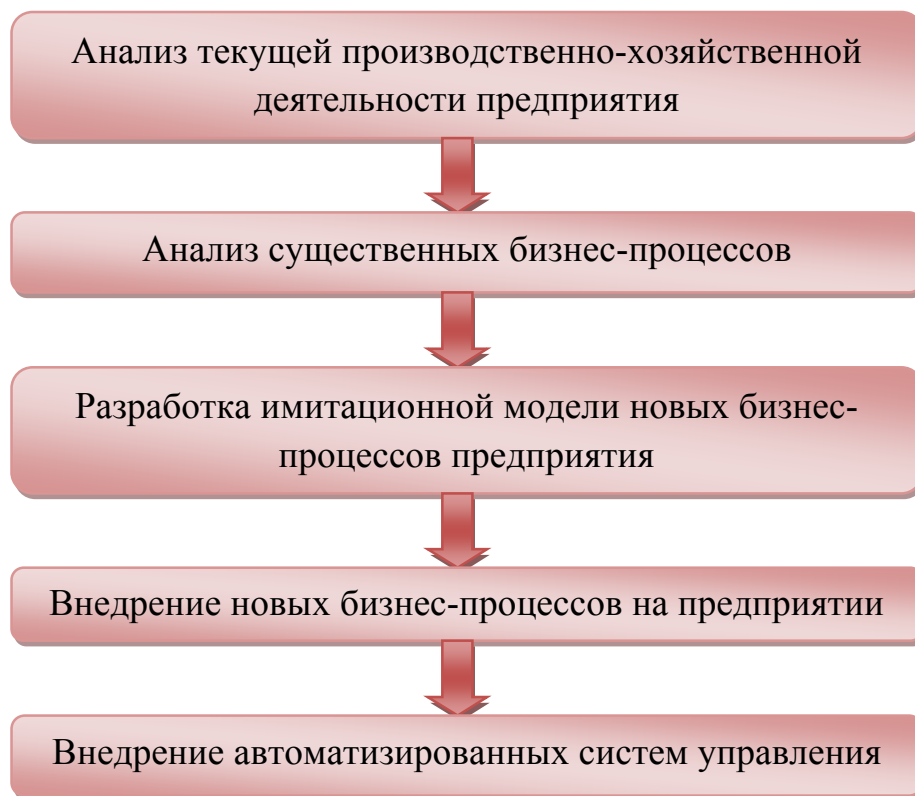 Анализ текущей производственно-хозяйственной
деятельности предприятия
Анализ существенных бизнес-процессов
Разработка имитационной модели новых бизнес-
процессов предприятия
Внедрение новых бизнес-процессов на предприятии
Внедрение автоматизированных систем управления